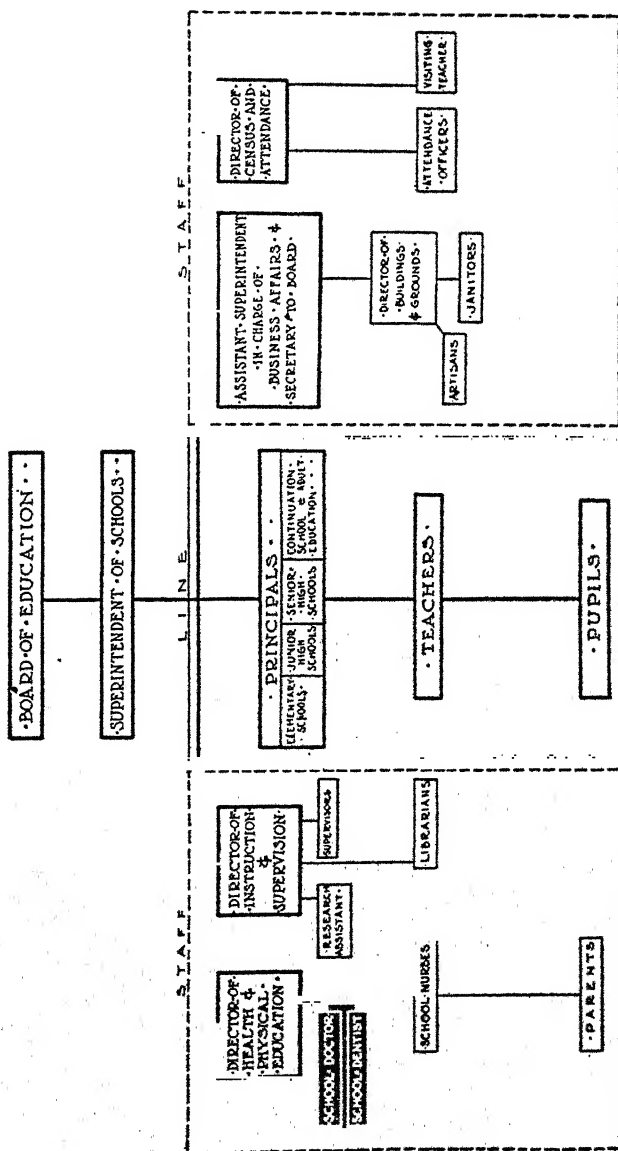 ·BOARD·OF·EDUCATION··
·SUPERINTENDENT·OF·SCHOOLS··
STAFF
LINE
STAFF
·DIRECTOR·OF·
·HEALTH &
·PHYSICAL·
·EDUCATION·
·DIRECTOR·OF·
·INSTRUCTION·
&
·SUPERVISION·
·PRINCIPALS·
ELEMENTARY·
·SCHOOLS·
JUNIOR
HIGH
SCHOOLS
·SENIOR·
·HIGH·
·SCHOOLS
CONTINUATION·
SCHOOL & ADULT·
·EDUCATION···
·ASSISTANT·SUPERINTENDENT
·IN·CHARGE·OF·
·BUSINESS·AFFAIRS·&
·SECRETARY TO BOARD·
·DIRECTOR·OF·
·CENSUS·AND·
·ATTENDANCE·
SCHOOL·DOCTOR
SCHOOL·DENTIST
·RESEARCH
ASSISTANT·
SUPERVISORS
·DIRECTOR·OF·
·BUILDINGS·
& GROUNDS·
·SCHOOL·NURSES
LIBRARIANS
·TEACHERS·
ARTISANS
·JANITORS·
·ATTENDANCE
·OFFICERS·
VISITING·
TEACHER
·PARENTS·
·PUPILS·